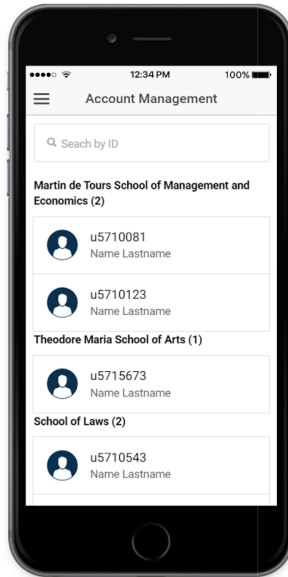 12:34 PM
100%
Account Management
Seach by ID
Martin de Tours School of Management and
Economics (2)
u5710081
Name Lastname
u5710123
Name Lastname
Theodore Maria School of Arts (1)
u5715673
Name Lastname
School of Laws (2)
u5710543
Name Lastname